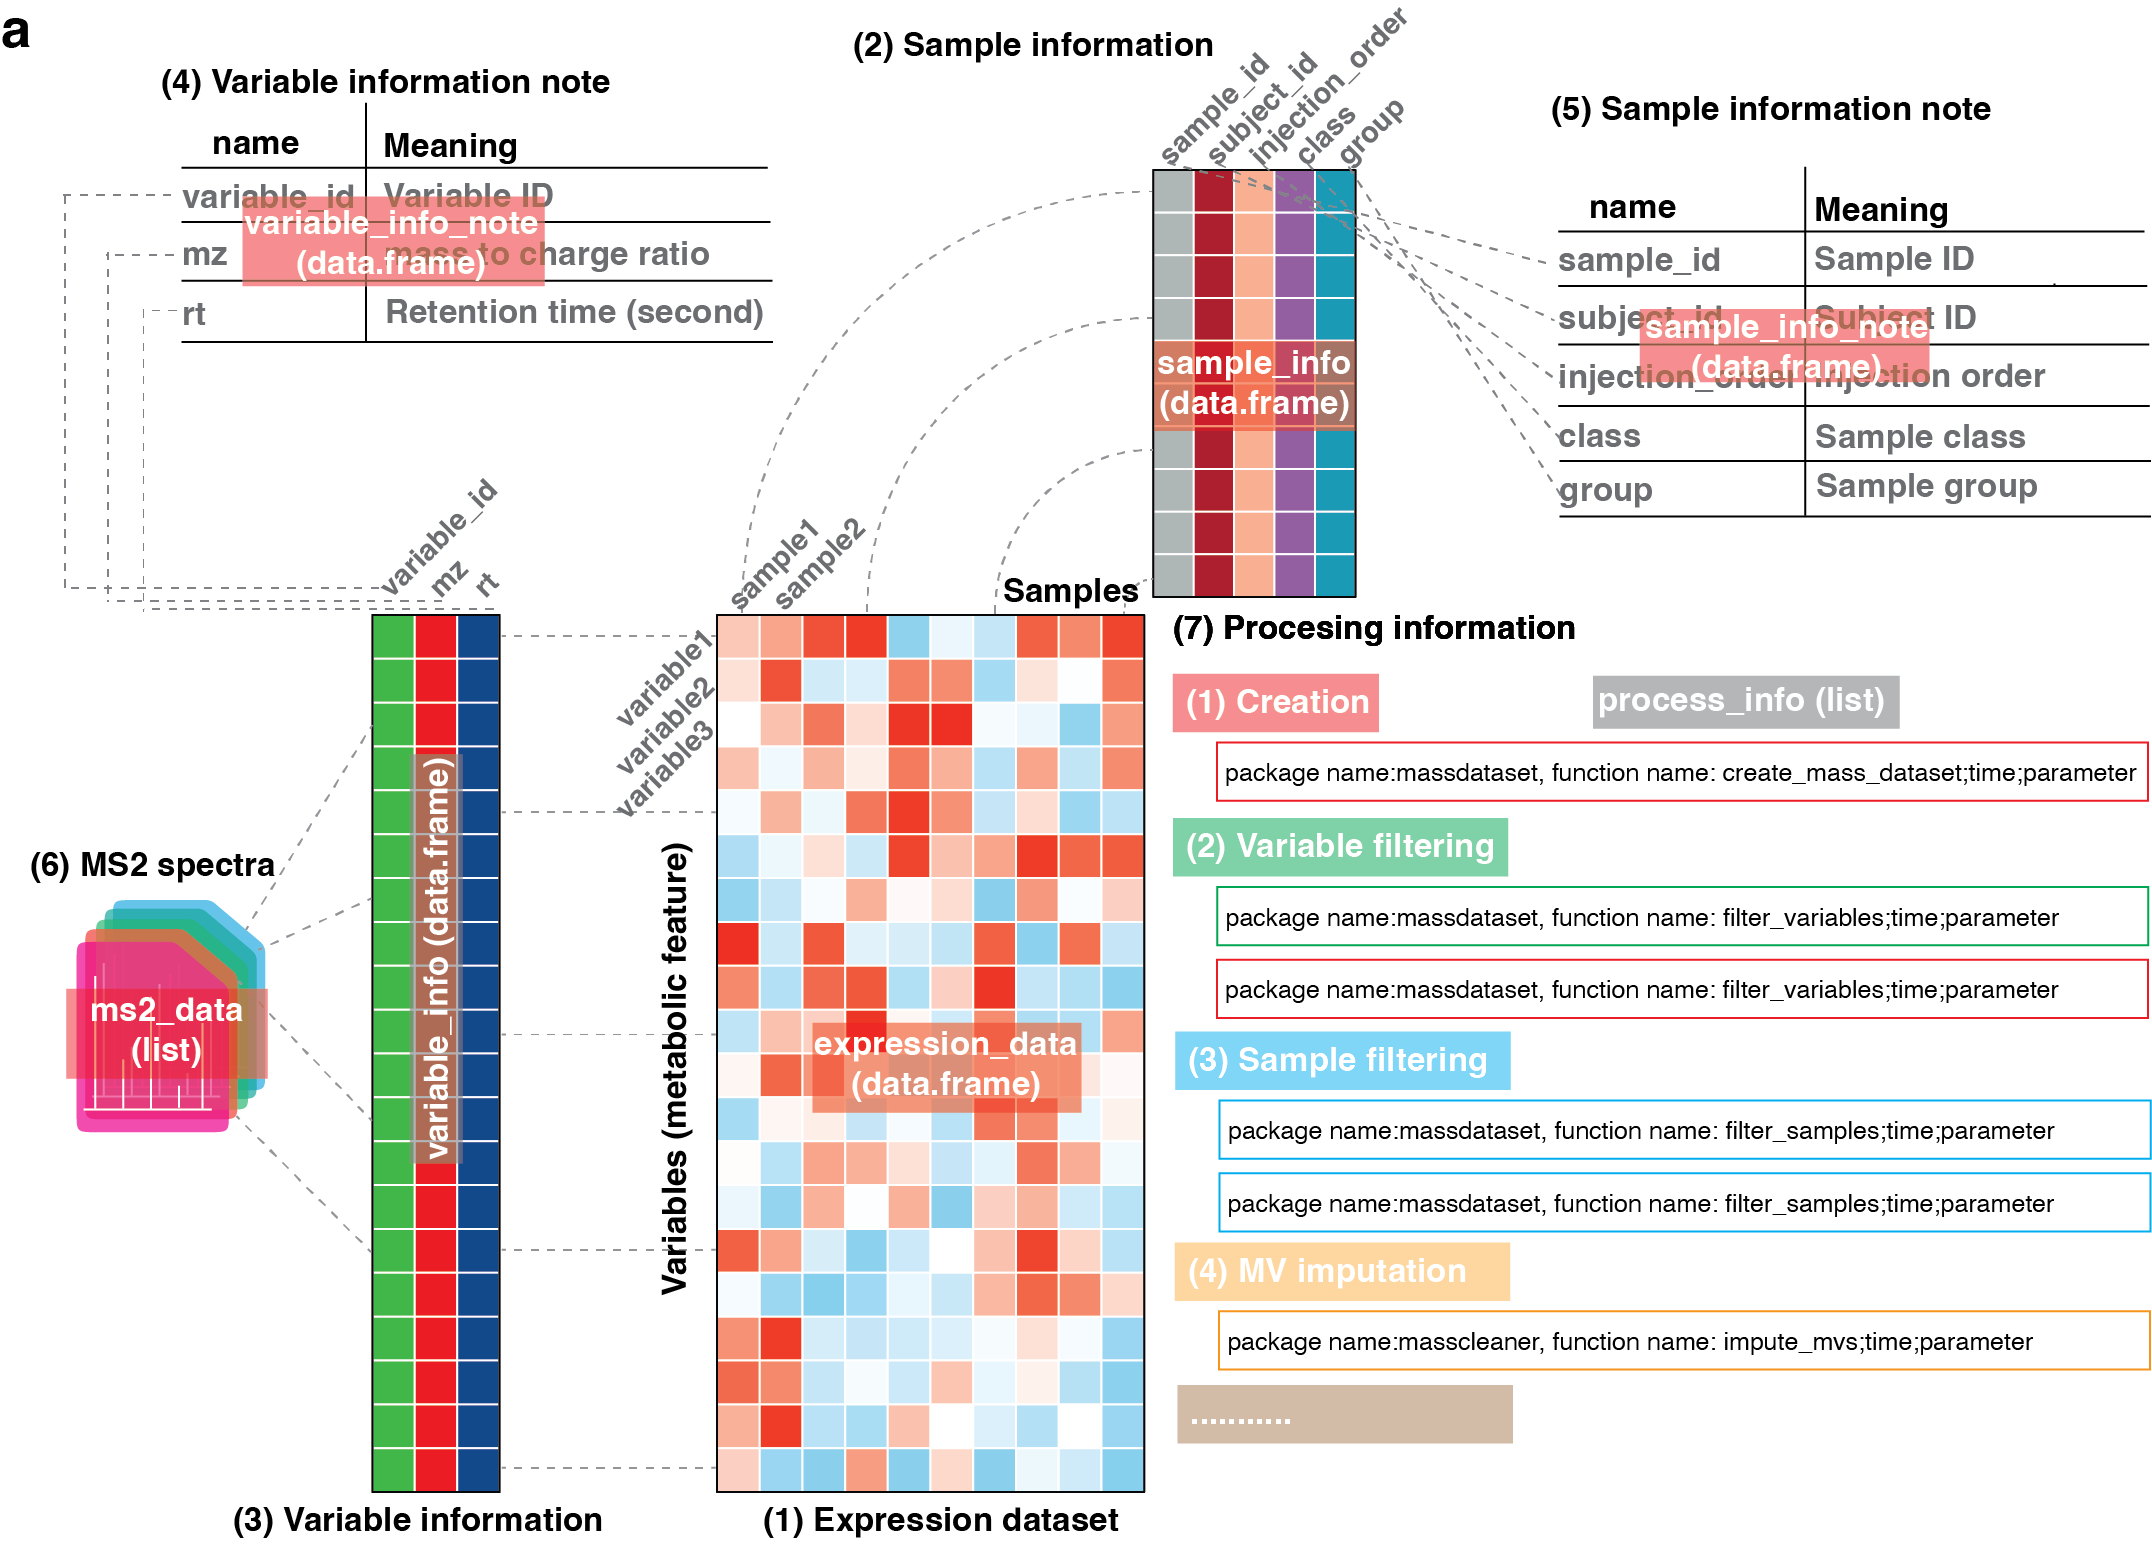 a
(4) Variable information note
name Meaning
variable_id Variable ID
variable_info_note
(data.frame)
mz mass to charge ratio
rt Retention time (second)
(2) Sample information
sample_id
subject_id
injection_order
class
group
sample_info
(data.frame)
(5) Sample information note
name Meaning
sample_id Sample ID
subject_id Subject ID
sample_info_note
(data.frame)
injection_order Injection order
class Sample class
group Sample group
variable_id
mz
rt
variable_info (data.frame)
(3) Variable information
(6) MS2 spectra
ms2_data
(list)
sample1
sample2
Samples
variable1
variable2
variable3
Variables (metabolic feature)
expression_data
(data.frame)
(1) Expression dataset
(7) Procesing information
(1) Creation
process_info (list)
package name:massdataset, function name: create_mass_dataset;time;parameter
(2) Variable filtering
package name:massdataset, function name: filter_variables;time;parameter
package name:massdataset, function name: filter_variables;time;parameter
(3) Sample filtering
package name:massdataset, function name: filter_samples;time;parameter
package name:massdataset, function name: filter_samples;time;parameter
(4) MV imputation
package name:masscleaner, function name: impute_mvs;time;parameter
...........